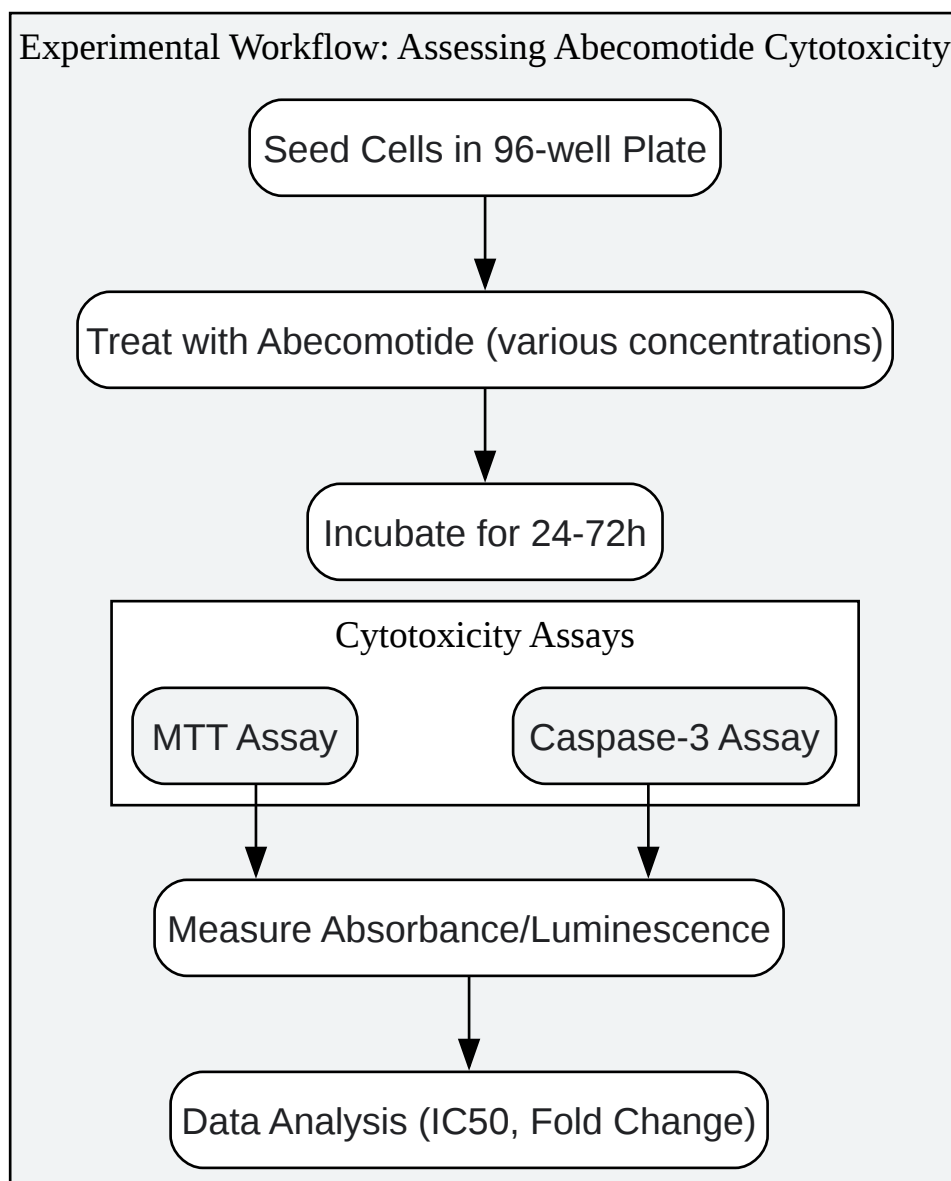 Experimental Workflow: Assessing Abecomotide Cytotoxicity
Seed Cells in 96-well Plate
Treat with Abecomotide (various concentrations)
Incubate for 24-72h
Cytotoxicity Assays
MTT Assay
Caspase-3 Assay
Measure Absorbance/Luminescence
Data Analysis (IC50, Fold Change)